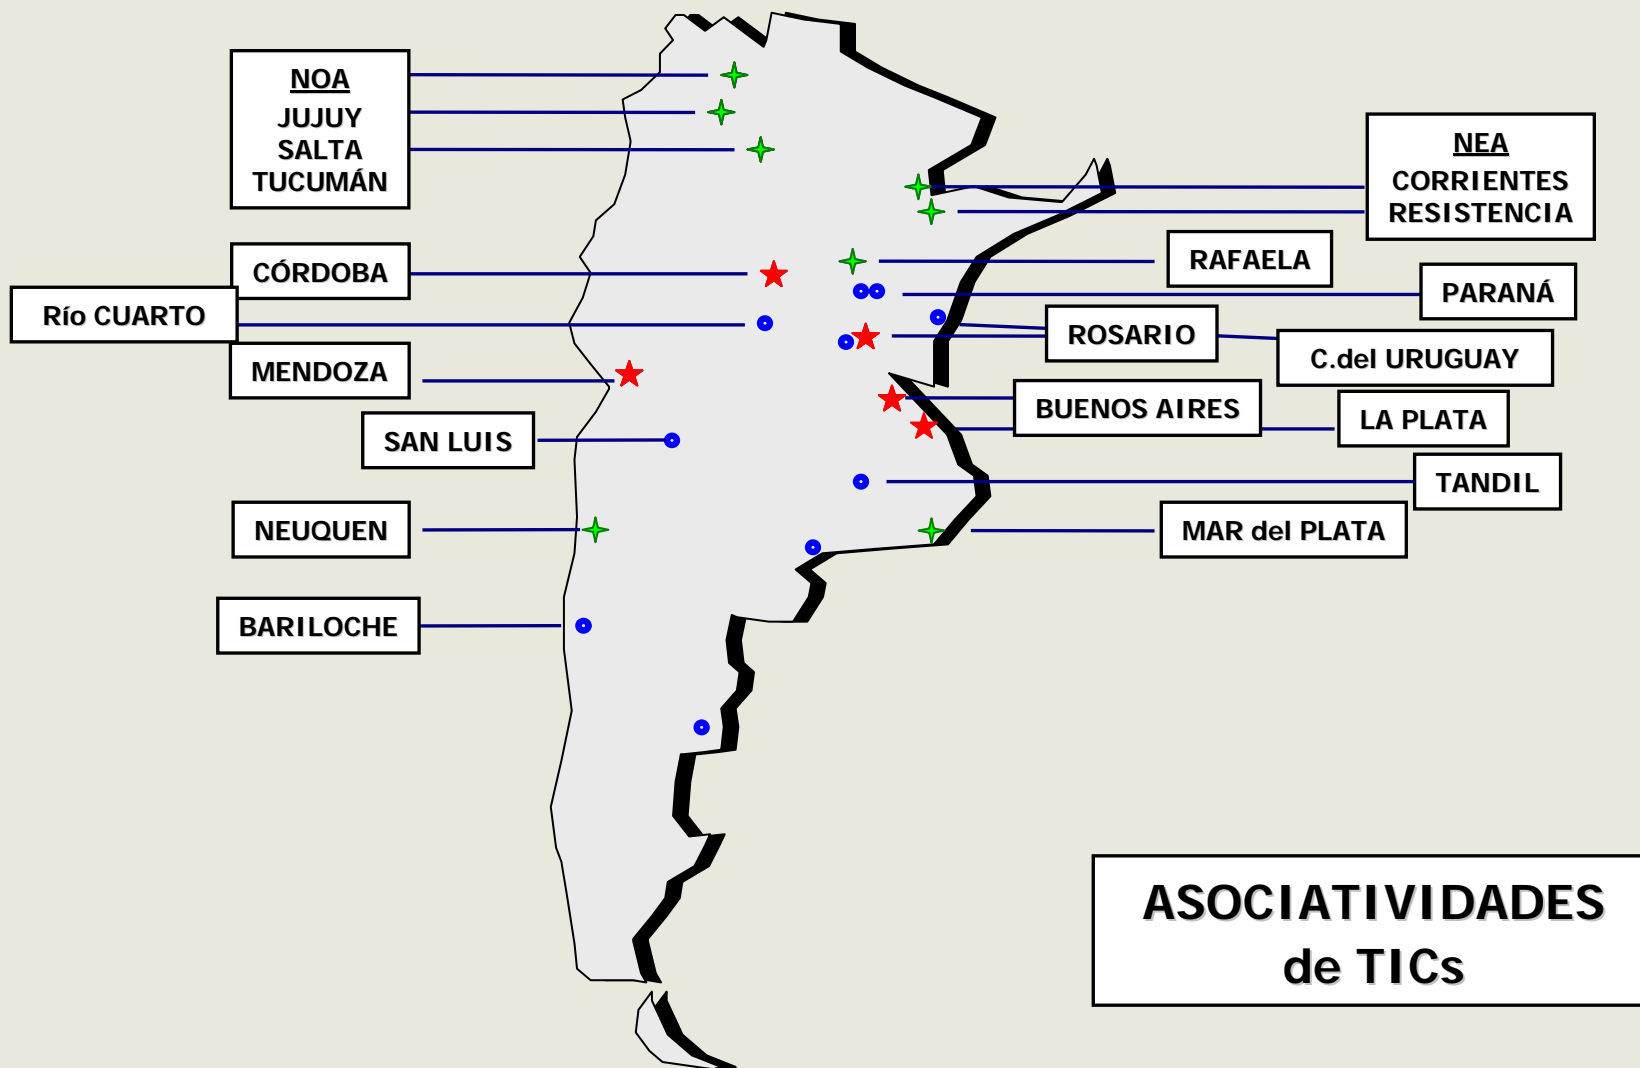 NOA
JUJUY
SALTA
TUCUMÁN
CÓRDOBA
Río CUARTO
MENDOZA
SAN LUIS
NEUQUEN
BARILOCHE
NEA
CORRIENTES
RESISTENCIA
RAFAELA
PARANÁ
ROSARIO
C.del URUGUAY
BUENOS AIRES
LA PLATA
TANDIL
MAR del PLATA
ASOCIATIVIDADES
de TICs